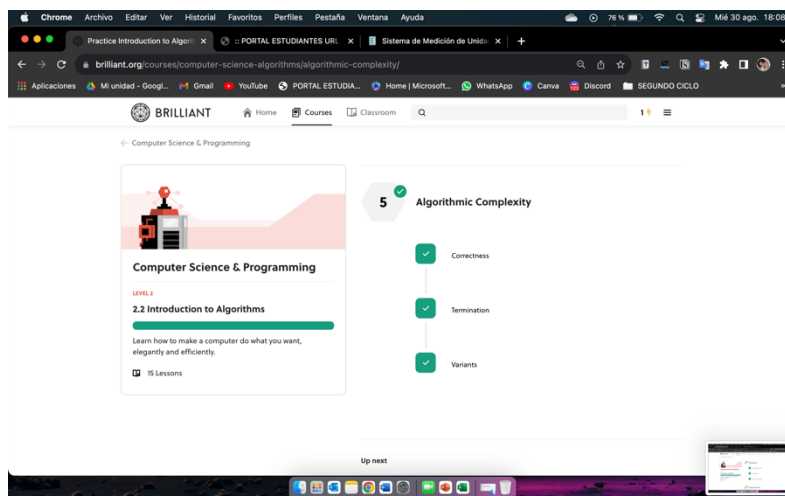 Chrome Archivo Editar Ver Historial Favoritos Perfiles Pestaña Ventana Ayuda 76 % Mié 30 ago. 18:08
Practice Introduction to Algorit :: PORTAL ESTUDIANTES URL Sistema de Medición de Unida
brilliant.org/courses/computer-science-algorithms/algorithmic-complexity/
Aplicaciones Mi unidad - Googl... Gmail YouTube PORTAL ESTUDIA... Home | Microsoft... WhatsApp Canva Discord SEGUNDO CICLO »
BRILLIANT Home Courses Classroom 1
← Computer Science & Programming
5 Algorithmic Complexity
Correctness
Computer Science & Programming
LEVEL 2
2.2 Introduction to Algorithms
Termination
Learn how to make a computer do what you want,
elegantly and efficiently.
15 Lessons
Variants
Up next